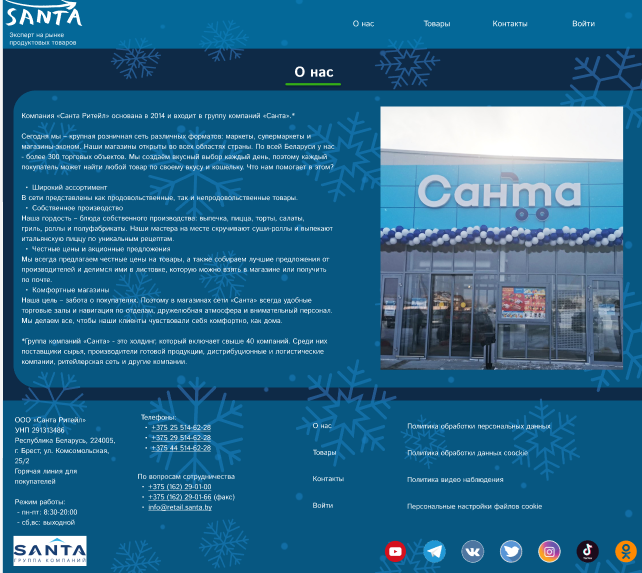 SANTA
Эксперт на рынке
продуктовых товаров
О нас
Товары
Контакты
Войти
О нас
Компания «Санта Ритейл» основана в 2014 и входит в группу компаний «Санта».*
Сегодня мы – крупная розничная сеть различных форматов: маркеты, супермаркеты и
магазины-эконом. Наши магазины открыты во всех областях страны. По всей Беларуси у нас
- более 300 торговых объектов. Мы создаём вкусный выбор каждый день, поэтому каждый
покупатель может найти любой товар по своему вкусу и кошельку. Что нам помогает в этом?
• Широкий ассортимент
В сети представлены как продовольственные, так и непродовольственные товары.
• Собственное производство
Наша гордость – блюда собственного производства: выпечка, пицца, торты, салаты,
гриль, роллы и полуфабрикаты. Наши мастера на месте скручивают суши-роллы и выпекают
итальянскую пиццу по уникальным рецептам.
• Честные цены и акционные предложения
Мы всегда предлагаем честные цены на товары, а также собираем лучшие предложения от
производителей и делимся ими в листовке, которую можно взять в магазине или получить
по почте.
• Комфортные магазины
Наша цель – забота о покупателях. Поэтому в магазинах сети «Санта» всегда удобные
торговые залы и навигация по отделам, дружелюбная атмосфера и внимательный персонал.
Мы делаем все, чтобы наши клиенты чувствовали себя комфортно, как дома.
*Группа компаний «Санта» - это холдинг, который включает свыше 40 компаний. Среди них
поставщики сырья, производители готовой продукции, дистрибуционные и логистические
компании, ритейлерская сеть и другие компании.
Санта
ООО «Санта Ритейл»
УНП 291313486
Республика Беларусь, 224005,
г. Брест, ул. Комсомольская,
25/2
Горячая линия для
покупателей
Режим работы:
- пн-пт: 8:30-20:00
- сб,вс: выходной
SANTA
ГРУППА КОМПАНИЙ
Телефоны:
• +375 25 514-62-28
• +375 29 514-62-28
• +375 44 514-62-28
По вопросам сотрудничества
• +375 (162) 29-01-00
• +375 (162) 29-01-66 (факс)
• info@retail.santa.by
О нас
Товары
Контакты
Войти
Политика обработки персональных данных
Политика обработки данных coockie
Политика видео наблюдения
Персональные настройки файлов cookie